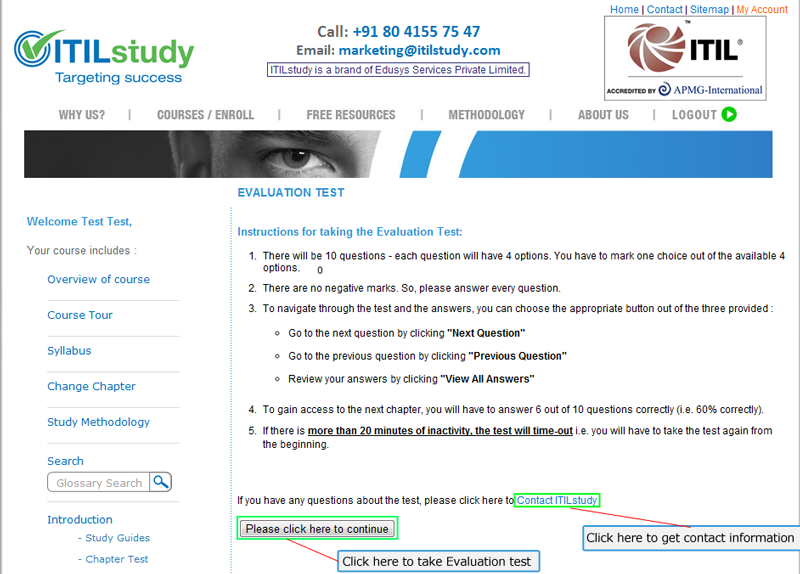 Home | Contact | Sitemap | My Account
ITILstudy
Targeting success
Call: +91 80 4155 75 47
Email: marketing@itilstudy.com
ITILstudy is a brand of Edusys Services Private Limited.
™
ITIL®
ACCREDITED BY APMG-International
WHY US? | COURSES / ENROLL | FREE RESOURCES | METHODOLOGY | ABOUT US | LOGOUT
EVALUATION TEST
Welcome Test Test,
Your course includes :
Overview of course
Course Tour
Syllabus
Change Chapter
Study Methodology
Search
Glossary Search
Introduction
- Study Guides
- Chapter Test
Instructions for taking the Evaluation Test:
1. There will be 10 questions - each question will have 4 options. You have to mark one choice out of the available 4
options. 0
2. There are no negative marks. So, please answer every question.
3. To navigate through the test and the answers, you can choose the appropriate button out of the three provided :
Go to the next question by clicking "Next Question"
Go to the previous question by clicking "Previous Question"
Review your answers by clicking "View All Answers"
4. To gain access to the next chapter, you will have to answer 6 out of 10 questions correctly (i.e. 60% correctly).
5. If there is more than 20 minutes of inactivity, the test will time-out i.e. you will have to take the test again from
the beginning.
If you have any questions about the test, please click here to Contact ITILstudy
Please click here to continue
Click here to get contact information
Click here to take Evaluation test